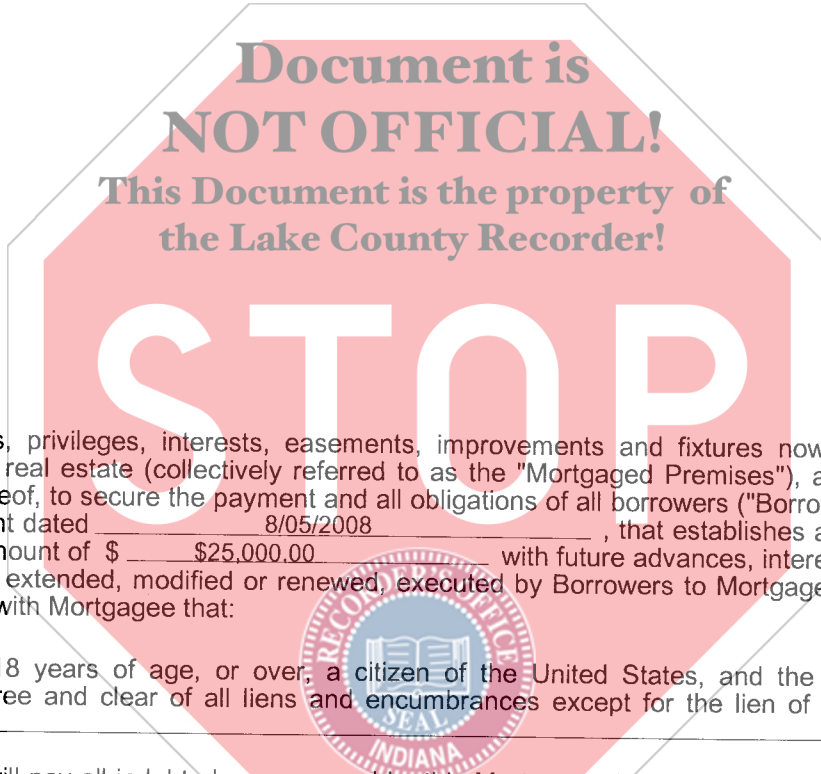 Document is
NOT OFFICIAL!
This Document is the property of
the Lake County Recorder!
STOP
s, privileges, interests, easements, improvements and fixtures now
real estate (collectively referred to as the "Mortgaged Premises"), a
eof, to secure the payment and all obligations of all borrowers ("Borro
nt dated 8/05/2008 , that establishes a
mount of $ $25,000.00 with future advances, intere
extended, modified or renewed, executed by Borrowers to Mortgage
with Mortgagee that:
18 years of age, or over, a citizen of the United States, and the
ree and clear of all liens and encumbrances except for the lien of
RECORDER OFFICE
SEAL
INDIANA